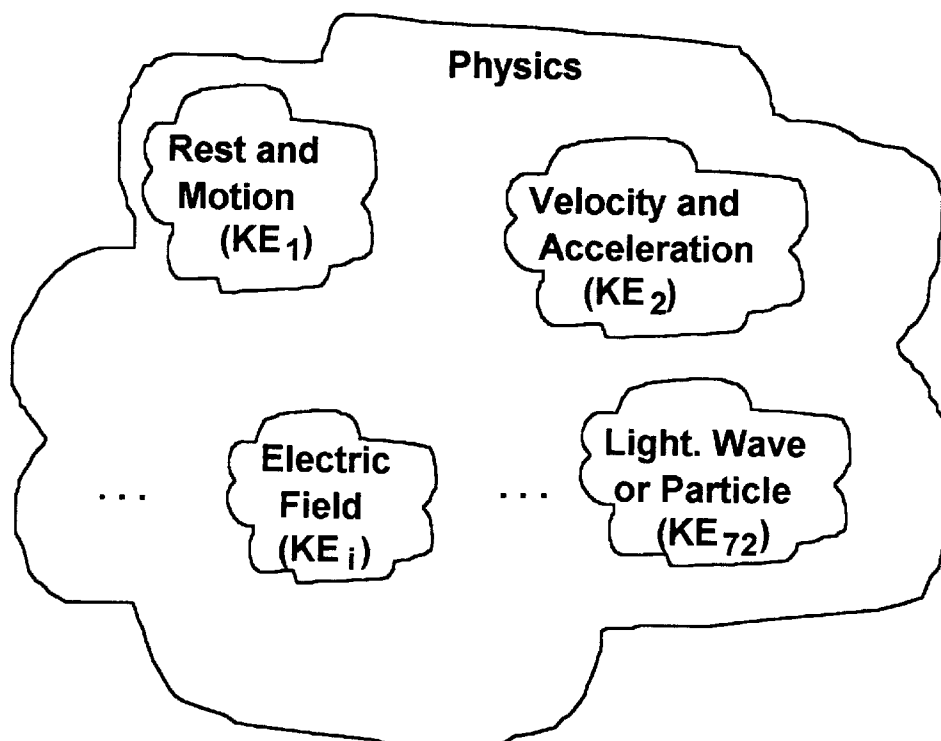 Physics
Rest and
Motion
(KE1)
Velocity and
Acceleration
(KE2)
. . .
Electric
Field
(KEi)
. . .
Light. Wave
or Particle
(KE72)